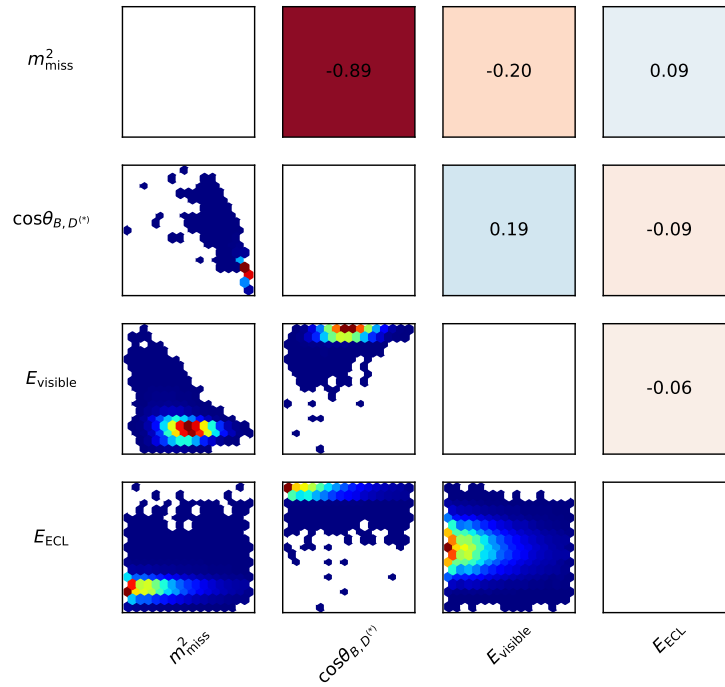 m²miss
-0.89
-0.20
0.09
cosθB, D(*)
0.19
-0.09
Evisible
-0.06
EECL
m²miss
cosθB, D(*)
Evisible
EECL